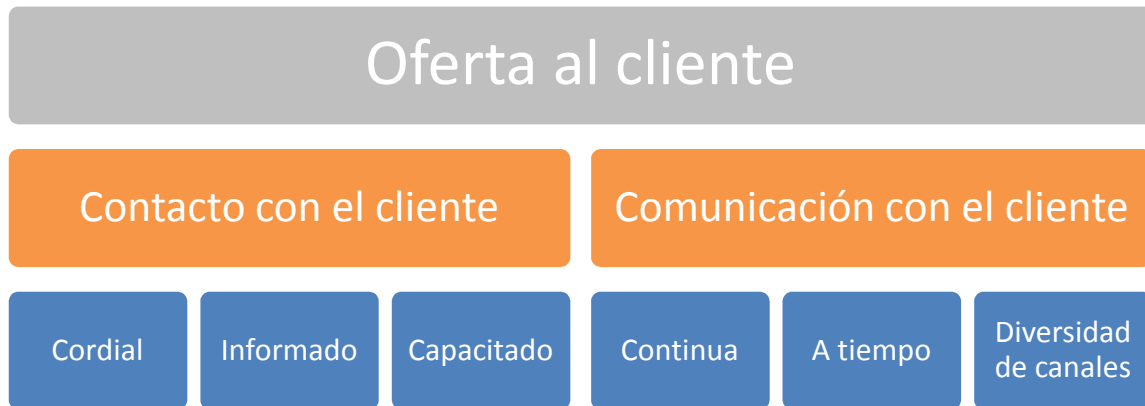 Oferta al cliente
Contacto con el cliente
Comunicación con el cliente
Cordial
Informado
Capacitado
Continua
A tiempo
Diversidad
de canales